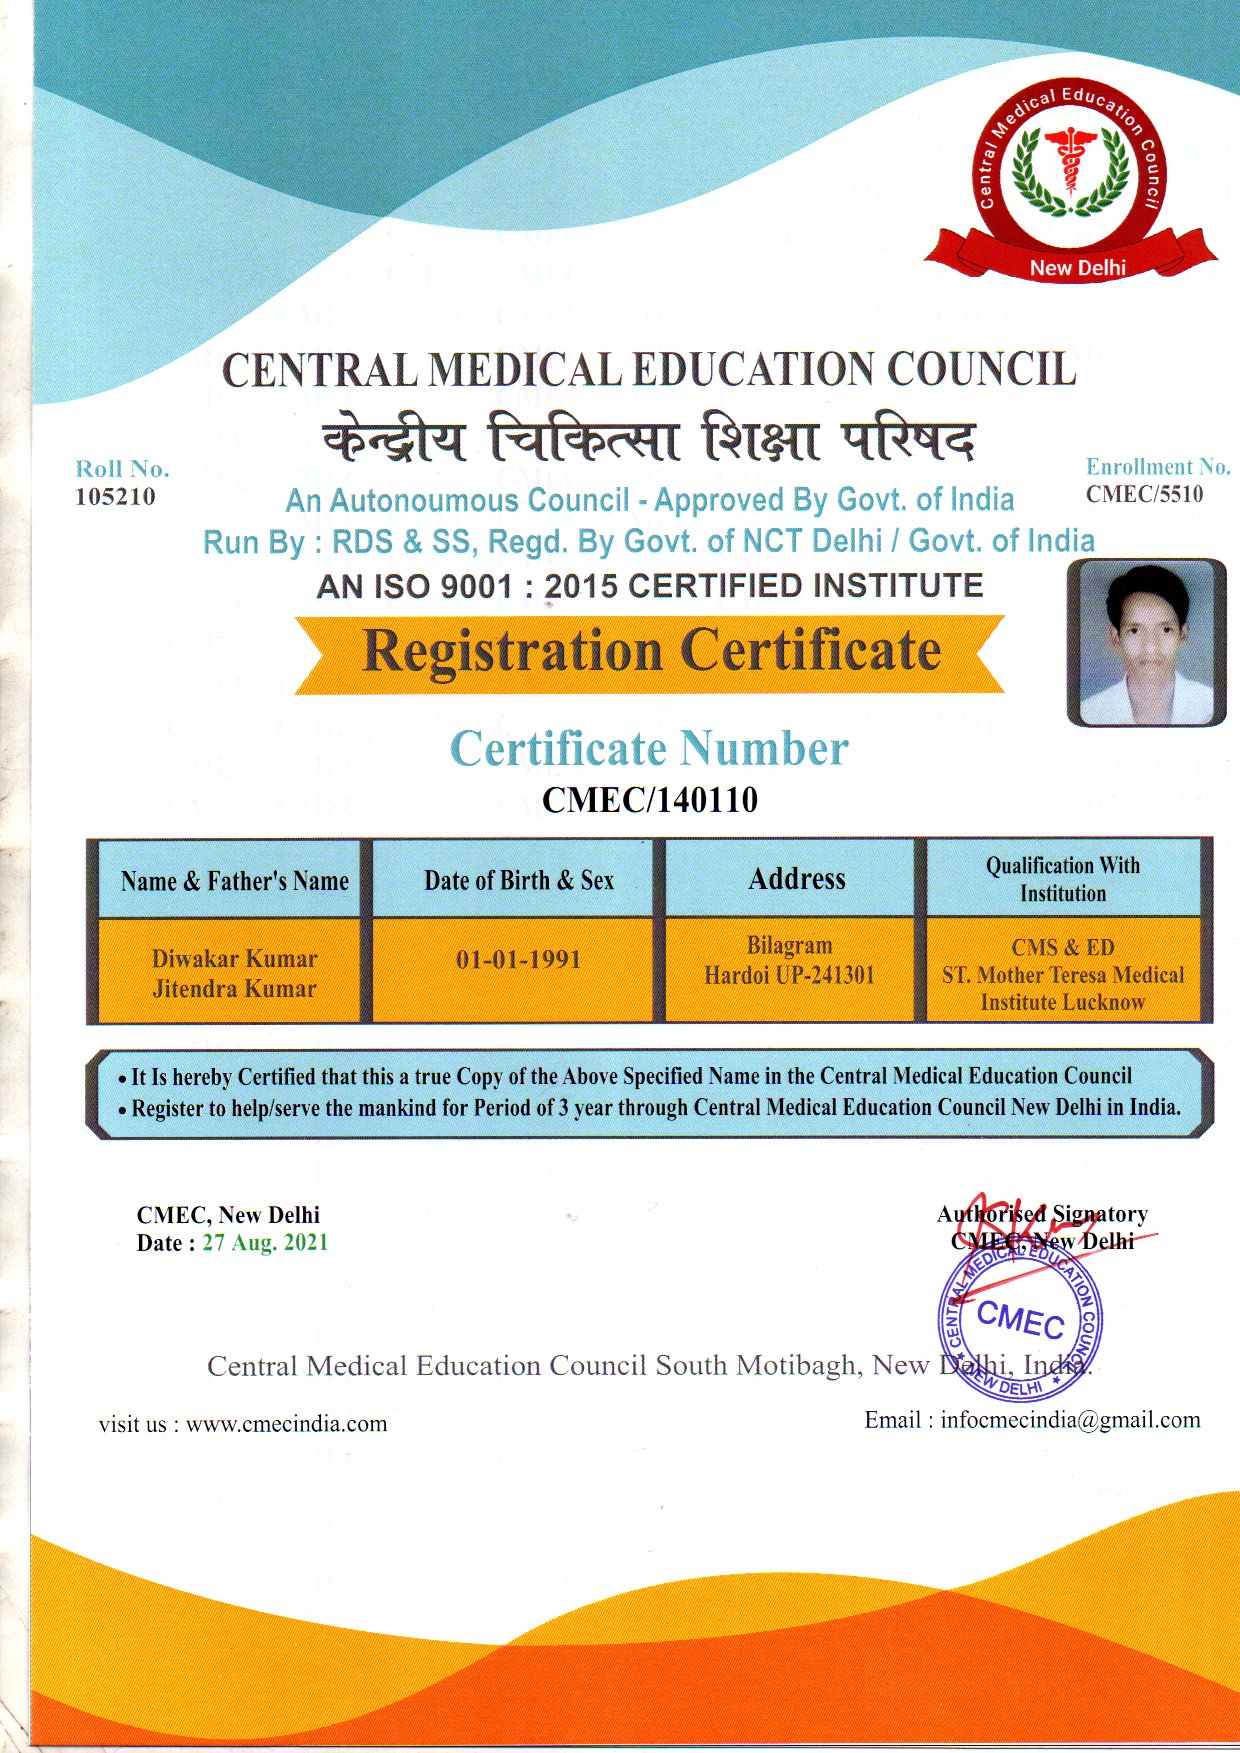 Central Medical Education Council
New Delhi
CENTRAL MEDICAL EDUCATION COUNCIL
केन्द्रीय चिकित्सा शिक्षा परिषद
Roll No.
105210
Enrollment No.
CMEC/5510
An Autonoumous Council - Approved By Govt. of India
Run By : RDS & SS, Regd. By Govt. of NCT Delhi / Govt. of India
AN ISO 9001 : 2015 CERTIFIED INSTITUTE
Registration Certificate
Certificate Number
CMEC/140110
Name & Father's Name
Date of Birth & Sex
Address
Qualification With
Institution
Diwakar Kumar
Jitendra Kumar
01-01-1991
Bilagram
Hardoi UP-241301
CMS & ED
ST. Mother Teresa Medical
Institute Lucknow
• It Is hereby Certified that this a true Copy of the Above Specified Name in the Central Medical Education Council
• Register to help/serve the mankind for Period of 3 year through Central Medical Education Council New Delhi in India.
CMEC, New Delhi
Date : 27 Aug. 2021
Authorised Signatory
CMEC, New Delhi
CENTRAL MEDICAL EDUCATION COUNCIL
CMEC
★ NEW DELHI ★
Central Medical Education Council South Motibagh, New Delhi, India.
visit us : www.cmecindia.com
Email : infocmecindia@gmail.com